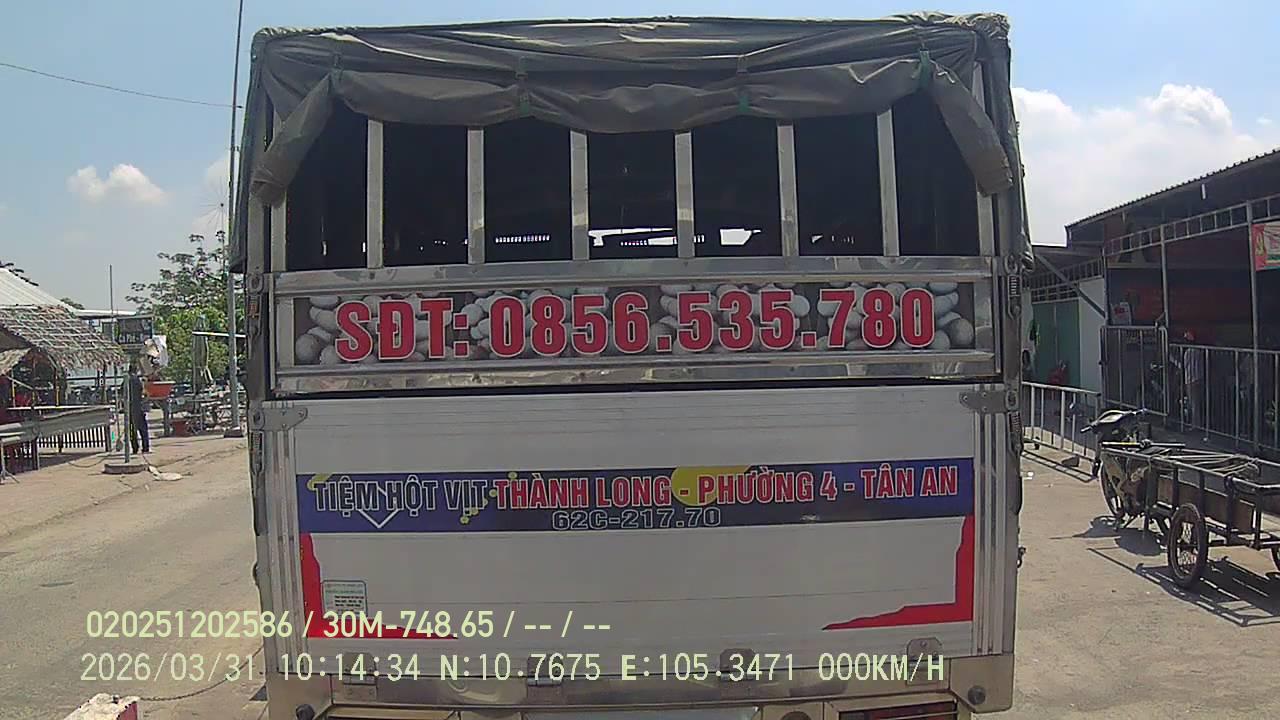 SĐT: 0856.535.780
TIỆM HỘT VỊT THÀNH LONG - PHƯỜNG 4 - TÂN AN
62C-217.70
020251202586 / 30M-748.65 / -- / --
2026/03/31 10:14:34 N:10.7675 E:105.3471 000KM/H